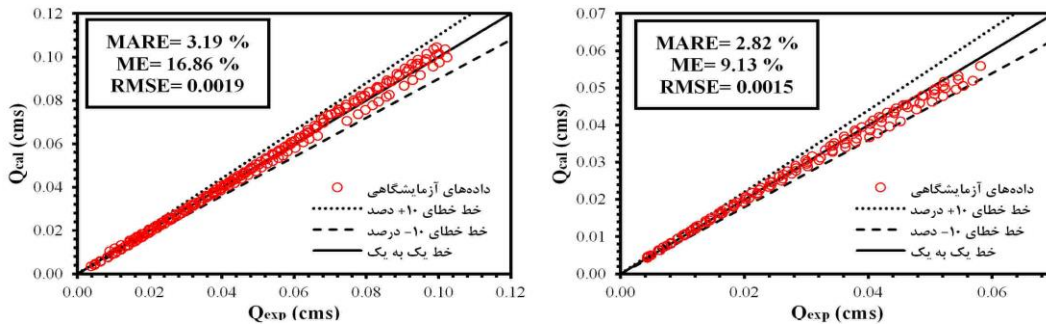 MARE= 3.19 %
ME= 16.86 %
RMSE= 0.0019
0.12
0.10
0.08
0.06
0.04
0.02
0.00
Qcal (cms)
داده‌های آزمایشگاهی
خط خطای ۱۰+ دصد
خط خطای ۱۰- درصد
خط یک به یک
0.00 0.02 0.04 0.06 0.08 0.10 0.12
Qexp (cms)
MARE= 2.82 %
ME= 9.13 %
RMSE= 0.0015
0.07
0.06
0.05
0.04
0.03
0.02
0.01
0.00
Qcal (cms)
داده‌های آزمایشگاهی
خط خطای ۱۰+ درصد
خط خطای ۱۰- درصد
خط یک به یک
0.00 0.02 0.04 0.06
Qexp (cms)